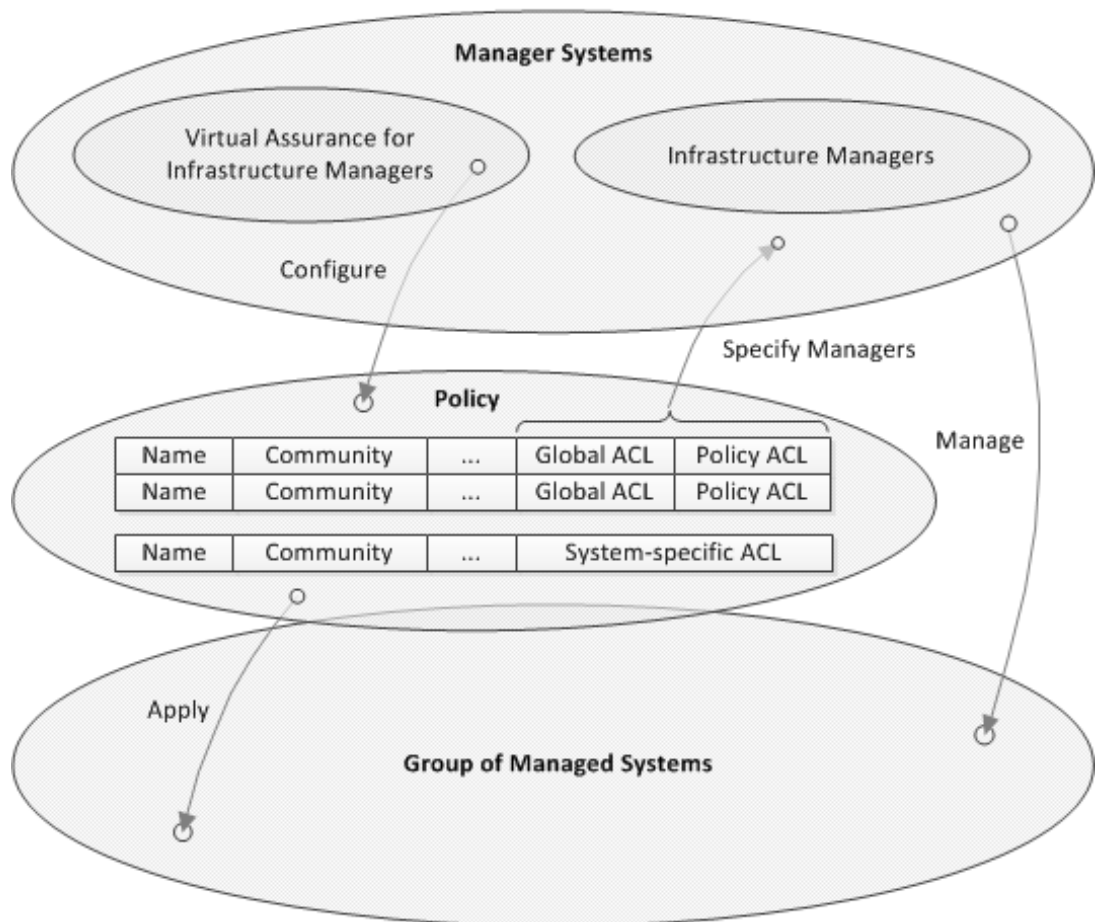 Manager Systems
Virtual Assurance for
Infrastructure Managers
Infrastructure Managers
Configure
Specify Managers
Policy
Manage
Name Community ... Global ACL Policy ACL
Name Community ... Global ACL Policy ACL
Name Community ... System-specific ACL
Apply
Group of Managed Systems